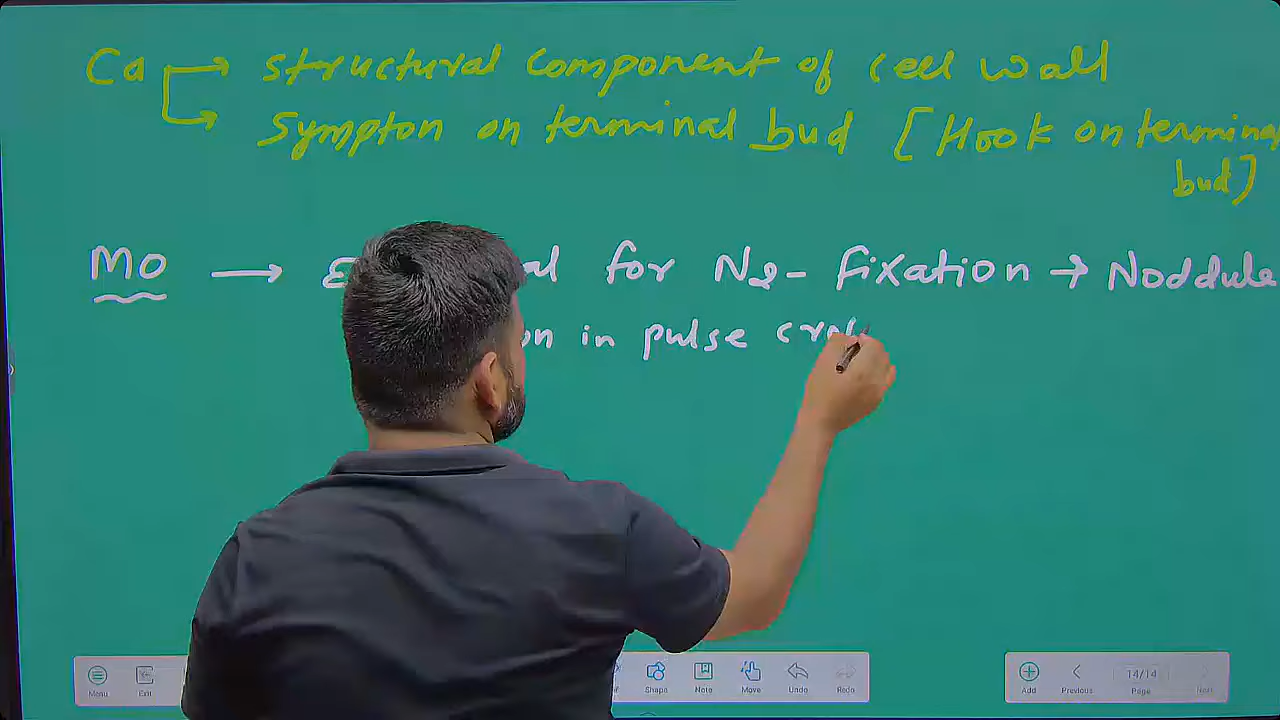 Ca → structural component of cell wall
→ Sympton on terminal bud [Hook on termina
bud]
Mo → for N2- fixation → Noddule
in pulse
Menu Exit Shape Note Move Undo Redo Add Previous 14/14 Page Next